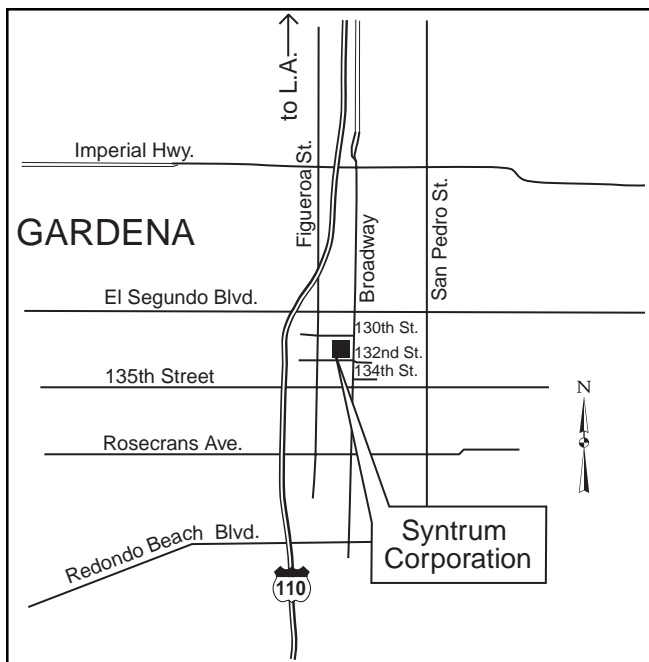 to L.A.
Imperial Hwy.
Figueroa St.
GARDENA
Broadway
San Pedro St.
El Segundo Blvd.
130th St.
132nd St.
134th St.
135th Street
N
Rosecrans Ave.
Syntrum
Corporation
Redondo Beach Blvd.
110